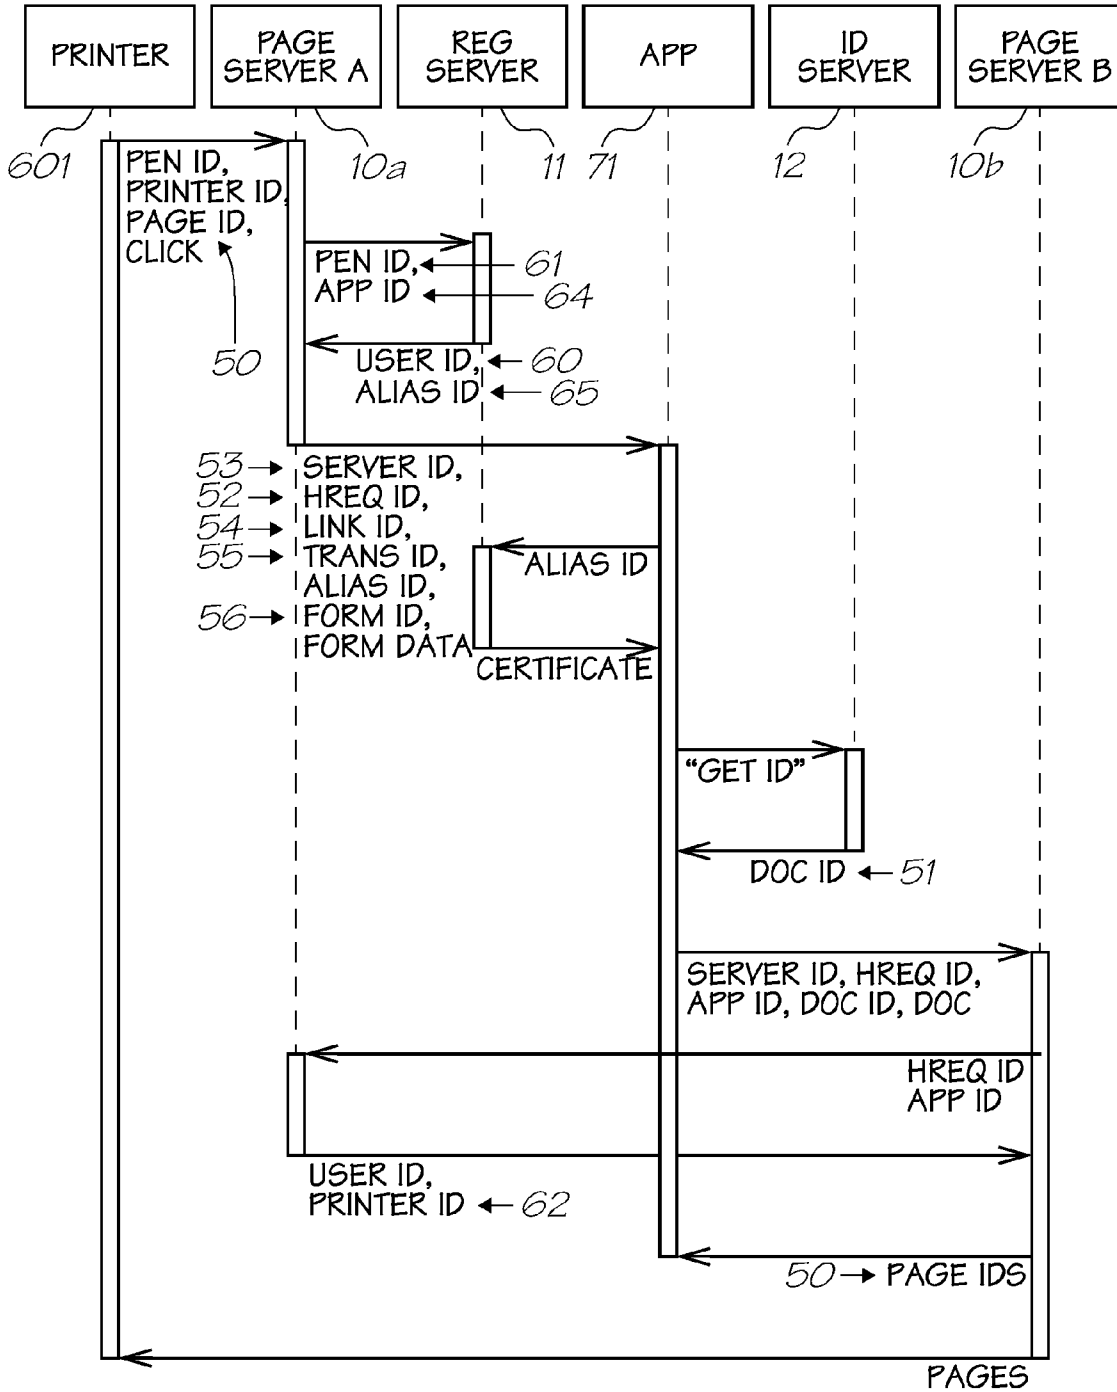 PRINTER
PAGE
SERVER A
REG
SERVER
APP
ID
SERVER
PAGE
SERVER B
601
10a
11
71
12
10b
PEN ID,
PRINTER ID,
PAGE ID,
CLICK
50
PEN ID, 61
APP ID 64
USER ID, 60
ALIAS ID 65
53 SERVER ID,
52 HREQ ID,
54 LINK ID,
55 TRANS ID,
ALIAS ID,
56 FORM ID,
FORM DATA
ALIAS ID
CERTIFICATE
“GET ID”
DOC ID 51
SERVER ID, HREQ ID,
APP ID, DOC ID, DOC
HREQ ID
APP ID
USER ID,
PRINTER ID 62
50 PAGE IDS
PAGES